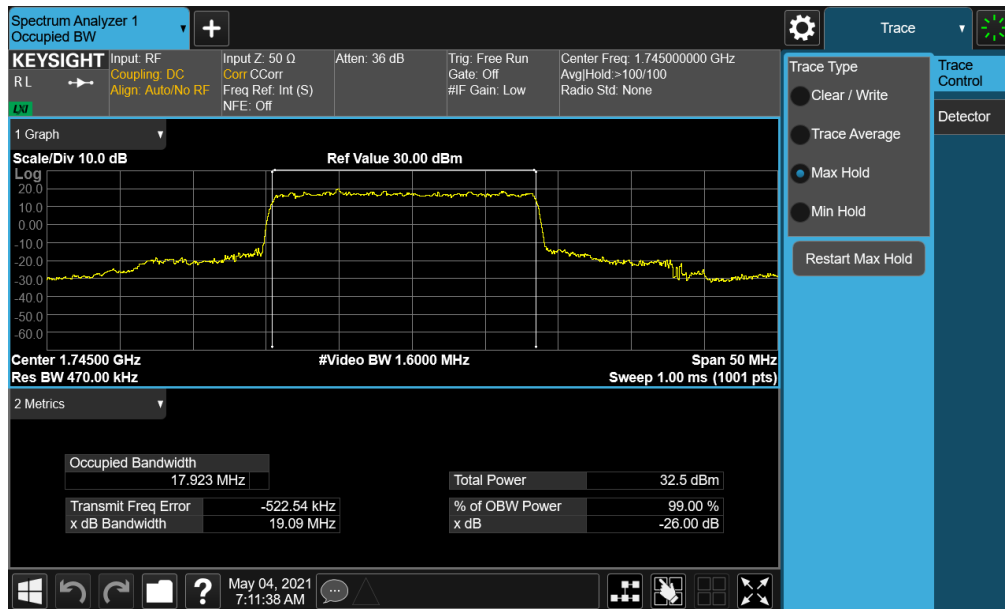 Spectrum Analyzer 1
Occupied BW
+
Trace
KEYSIGHT
R L
LXI
Input: RF
Coupling: DC
Align: Auto/No RF
Input Z: 50 Ω
Corr CCorr
Freq Ref: Int (S)
NFE: Off
Atten: 36 dB
Trig: Free Run
Gate: Off
#IF Gain: Low
Center Freq: 1.745000000 GHz
Avg|Hold:>100/100
Radio Std: None
Trace Type
Clear / Write
Trace Average
Max Hold
Min Hold
Restart Max Hold
Trace
Control
Detector
1 Graph
Scale/Div 10.0 dB
Ref Value 30.00 dBm
Log
20.0
10.0
0.00
-10.0
-20.0
-30.0
-40.0
-50.0
-60.0
Center 1.74500 GHz
#Video BW 1.6000 MHz
Span 50 MHz
Res BW 470.00 kHz
Sweep 1.00 ms (1001 pts)
2 Metrics
Occupied Bandwidth
17.923 MHz
Total Power 32.5 dBm
Transmit Freq Error -522.54 kHz
% of OBW Power 99.00 %
x dB Bandwidth 19.09 MHz
x dB -26.00 dB
?
May 04, 2021
7:11:38 AM